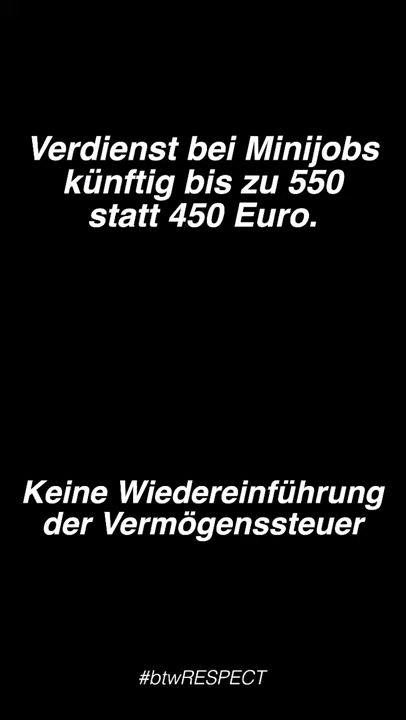 Verdienst bei Minijobs
künftig bis zu 550
statt 450 Euro.
Keine Wiedereinführung
der Vermögenssteuer
#btwRESPECT